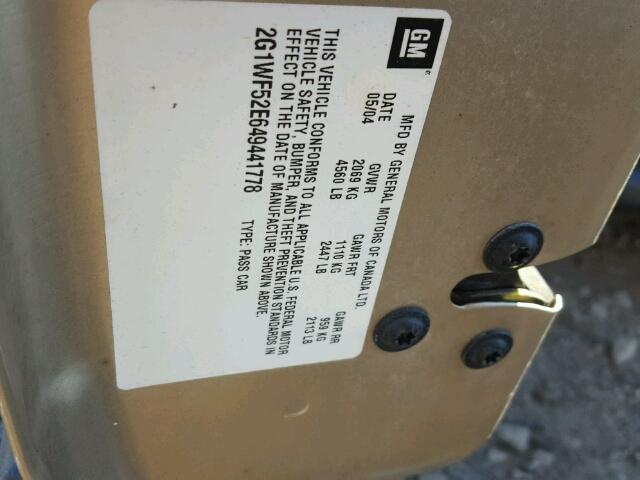 GM
MFD BY GENERAL MOTORS OF CANADA LTD.
DATE GVWR GAWR FRT GAWR RR
05/04 2069 KG 1110 KG 959 KG
4560 LB 2447 LB 2113 LB
THIS VEHICLE CONFORMS TO ALL APPLICABLE U.S. FEDERAL MOTOR
VEHICLE SAFETY, BUMPER, AND THEFT PREVENTION STANDARDS IN
EFFECT ON THE DATE OF MANUFACTURE SHOWN ABOVE.
2G1WF52E649441778 TYPE: PASS CAR